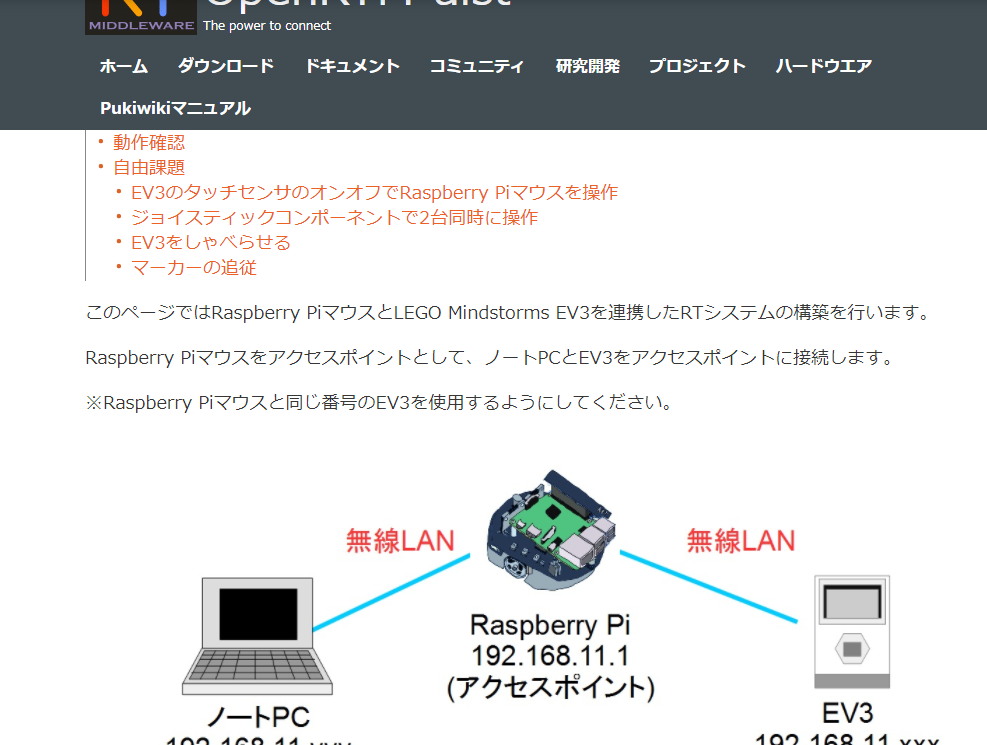 MIDDLEWARE
The power to connect
ホーム ダウンロード ドキュメント コミュニティ 研究開発 プロジェクト ハードウエア
Pukiwikiマニュアル
・動作確認
・自由課題
・EV3のタッチセンサのオンオフでRaspberry Piマウスを操作
・ジョイスティックコンポーネントで2台同時に操作
・EV3をしゃべらせる
・マーカーの追従
このページではRaspberry PiマウスとLEGO Mindstorms EV3を連携したRTシステムの構築を行います。
Raspberry Piマウスをアクセスポイントとして、ノートPCとEV3をアクセスポイントに接続します。
※Raspberry Piマウスと同じ番号のEV3を使用するようにしてください。
無線LAN 無線LAN
Raspberry Pi
192.168.11.1
(アクセスポイント)
ノートPC
192.168.11.xxx
EV3
192.168.11.xxx